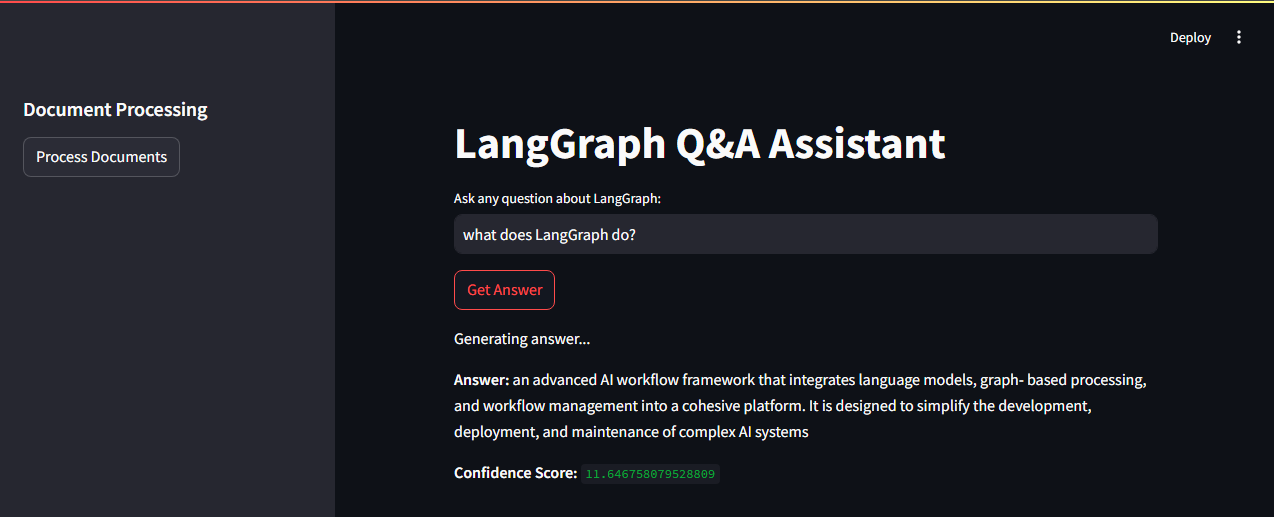 Deploy
Document Processing
Process Documents
LangGraph Q&A Assistant
Ask any question about LangGraph:
what does LangGraph do?
Get Answer
Generating answer...
Answer: an advanced AI workflow framework that integrates language models, graph- based processing,
and workflow management into a cohesive platform. It is designed to simplify the development,
deployment, and maintenance of complex AI systems
Confidence Score: 11.646758079528809